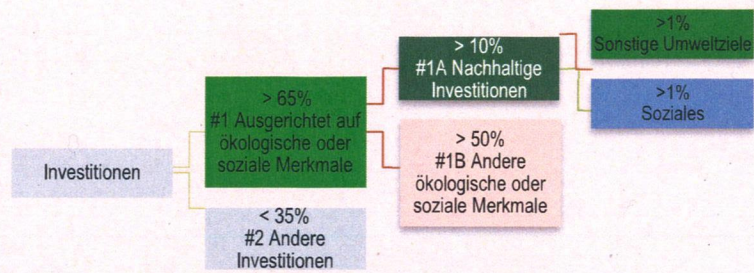 Investitionen
> 65%
#1 Ausgerichtet auf
ökologische oder
soziale Merkmale
< 35%
#2 Andere
Investitionen
> 10%
#1A Nachhaltige
Investitionen
> 50%
#1B Andere
ökologische oder
soziale Merkmale
>1%
Sonstige Umweltziele
>1%
Soziales